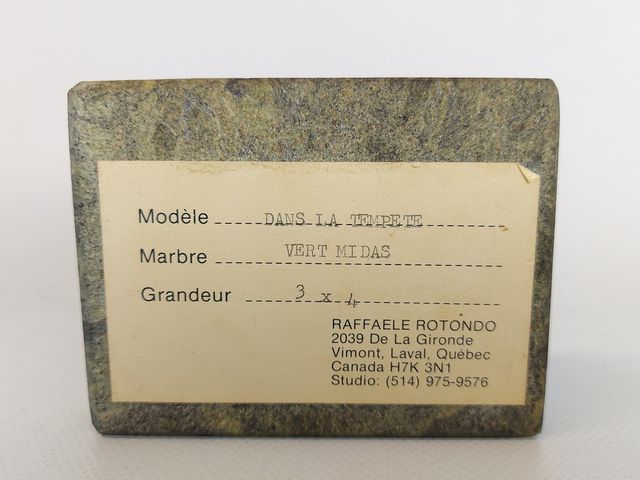 Modèle DANS LA TEMPETE
Marbre VERT MIDAS
Grandeur 3 x 4
RAFFAELE ROTONDO
2039 De La Gironde
Vimont, Laval, Québec
Canada H7K 3N1
Studio: (514) 975-9576